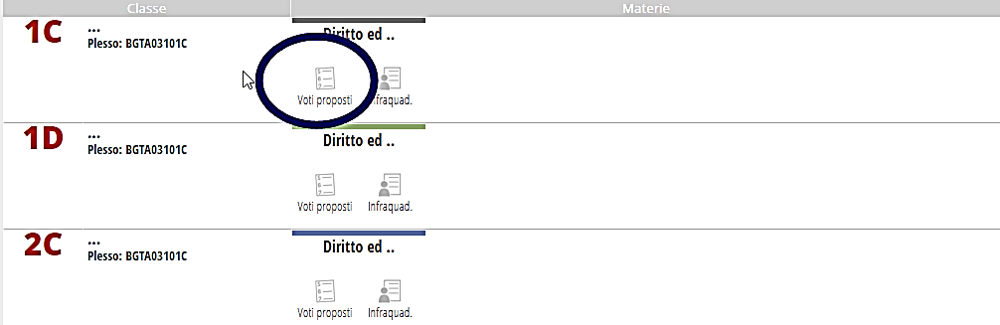 Classe Materie
1C ... Diritto ed ..
Plesso: BGTA03101C
Voti proposti Infraquad.
1D ... Diritto ed ..
Plesso: BGTA03101C
Voti proposti Infraquad.
2C ... Diritto ed ..
Plesso: BGTA03101C
Voti proposti Infraquad.